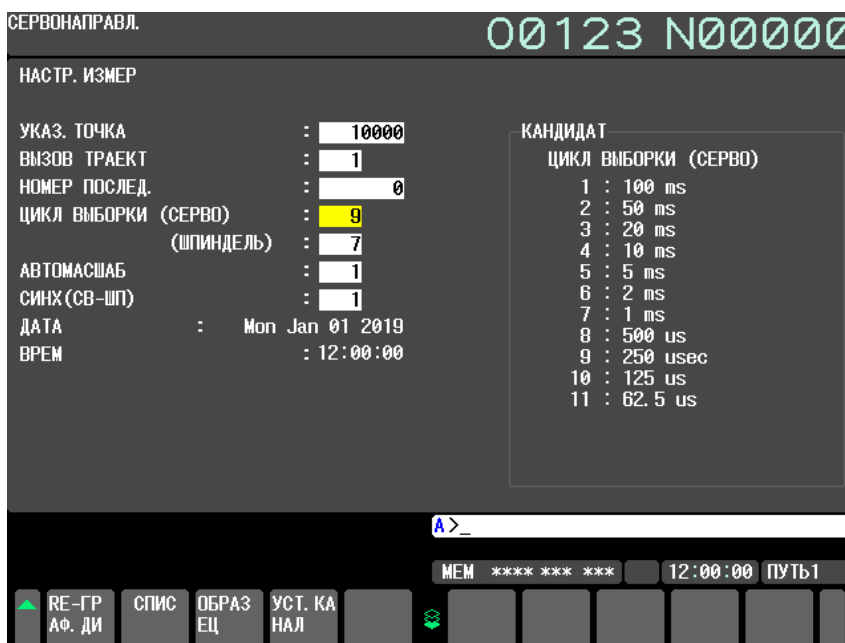 СЕРВОНАПРАВЛ.
O0123 N00000
НАСТР. ИЗМЕР
УКАЗ. ТОЧКА : 10000
ВЫЗОВ ТРАЕКТ : 1
НОМЕР ПОСЛЕД. : 0
ЦИКЛ ВЫБОРКИ (СЕРВО) : 9
(ШПИНДЕЛЬ) : 7
АВТОМАСШАБ : 1
СИНХ(СВ-ШП) : 1
ДАТА : Mon Jan 01 2019
ВРЕМ : 12:00:00
КАНДИДАТ
ЦИКЛ ВЫБОРКИ (СЕРВО)
1 : 100 ms
2 : 50 ms
3 : 20 ms
4 : 10 ms
5 : 5 ms
6 : 2 ms
7 : 1 ms
8 : 500 us
9 : 250 usec
10 : 125 us
11 : 62.5 us
A >_
MEM **** *** *** 12:00:00 ПУТЬ1
RE-ГР
АФ. ДИ
СПИС
ОБРАЗ
ЕЦ
УСТ. КА
НАЛ